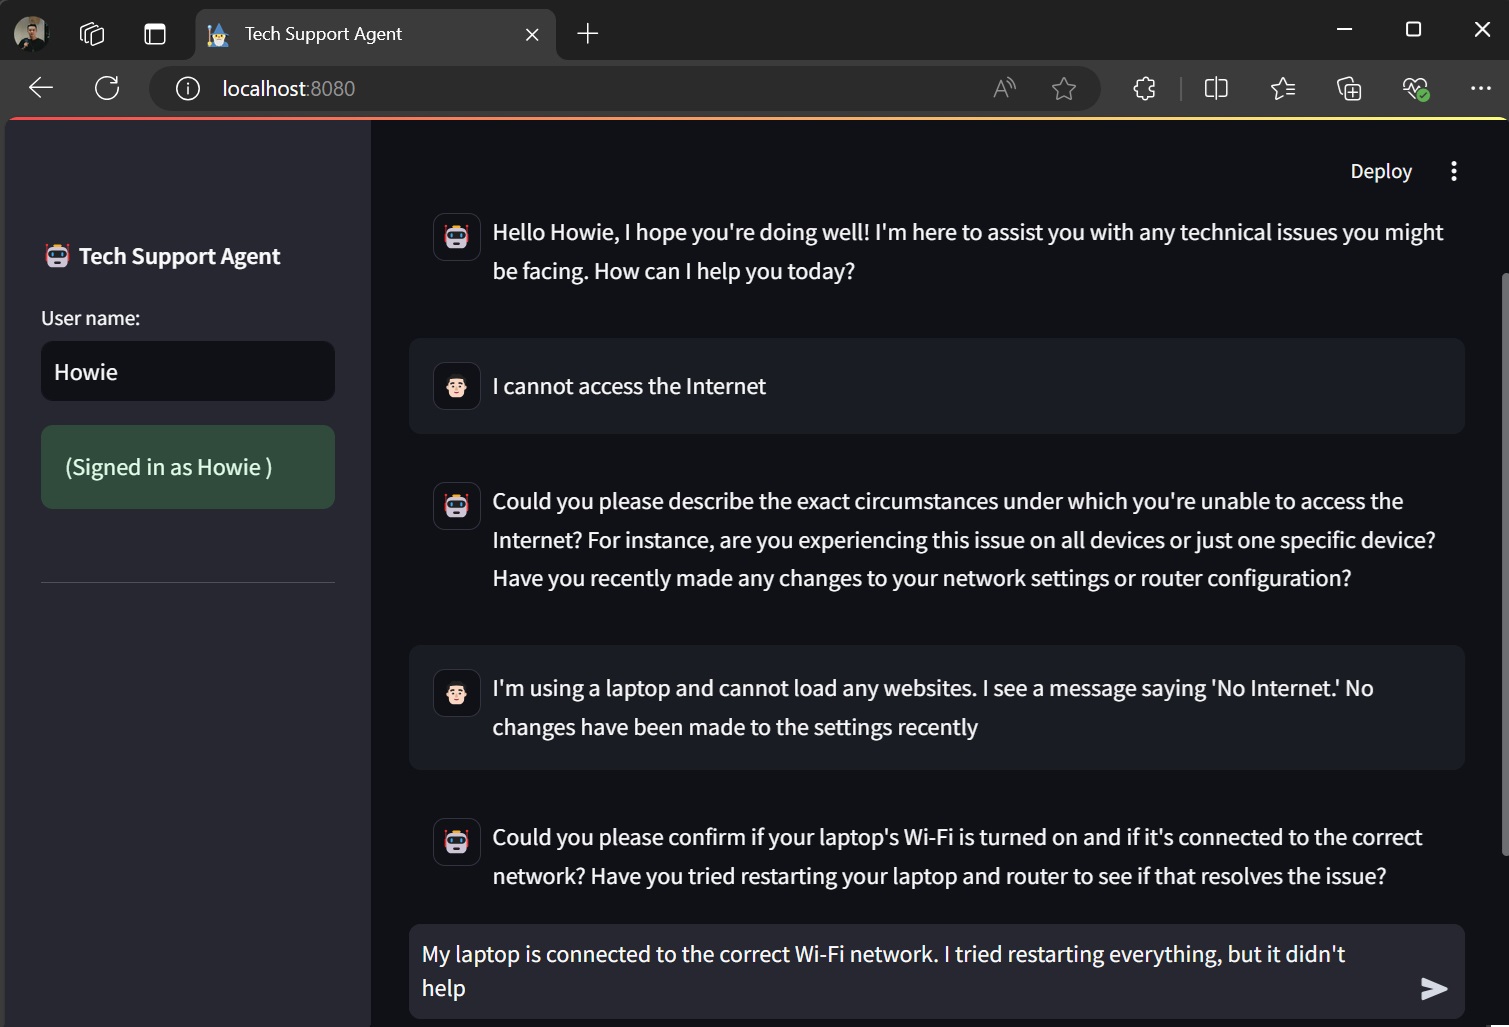 Tech Support Agent
localhost:8080
Deploy
Tech Support Agent
User name:
Howie
(Signed in as Howie )
Hello Howie, I hope you're doing well! I'm here to assist you with any technical issues you might
be facing. How can I help you today?
I cannot access the Internet
Could you please describe the exact circumstances under which you're unable to access the
Internet? For instance, are you experiencing this issue on all devices or just one specific device?
Have you recently made any changes to your network settings or router configuration?
I'm using a laptop and cannot load any websites. I see a message saying 'No Internet.' No
changes have been made to the settings recently
Could you please confirm if your laptop's Wi-Fi is turned on and if it's connected to the correct
network? Have you tried restarting your laptop and router to see if that resolves the issue?
My laptop is connected to the correct Wi-Fi network. I tried restarting everything, but it didn't
help